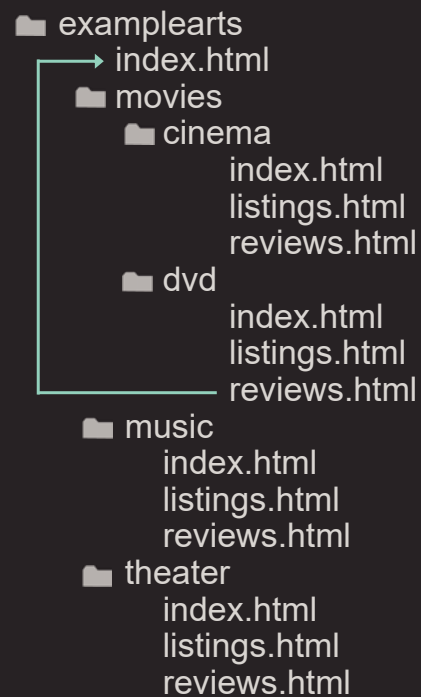 examplearts
index.html
movies
cinema
index.html
listings.html
reviews.html
dvd
index.html
listings.html
reviews.html
music
index.html
listings.html
reviews.html
theater
index.html
listings.html
reviews.html